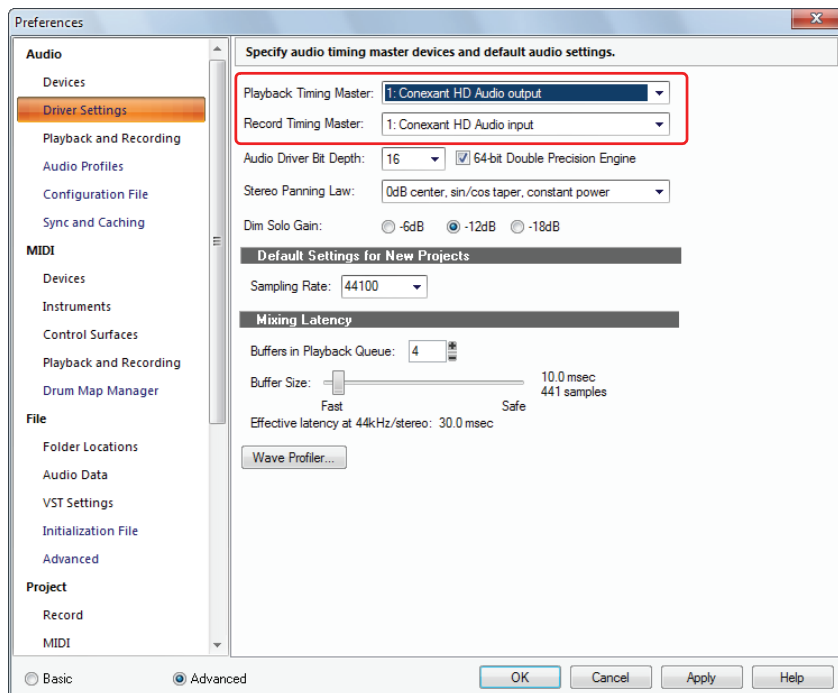 Preferences
Audio
Devices
Driver Settings
Playback and Recording
Audio Profiles
Configuration File
Sync and Caching
MIDI
Devices
Instruments
Control Surfaces
Playback and Recording
Drum Map Manager
File
Folder Locations
Audio Data
VST Settings
Initialization File
Advanced
Project
Record
MIDI
Basic
Advanced
Specify audio timing master devices and default audio settings.
Playback Timing Master: 1: Conexant HD Audio output
Record Timing Master: 1: Conexant HD Audio input
Audio Driver Bit Depth: 16 64-bit Double Precision Engine
Stereo Panning Law: 0dB center, sin/cos taper, constant power
Dim Solo Gain: -6dB -12dB -18dB
Default Settings for New Projects
Sampling Rate: 44100
Mixing Latency
Buffers in Playback Queue: 4
Buffer Size: 10.0 msec
441 samples
Fast Safe
Effective latency at 44kHz/stereo: 30.0 msec
Wave Profiler...
OK Cancel Apply Help